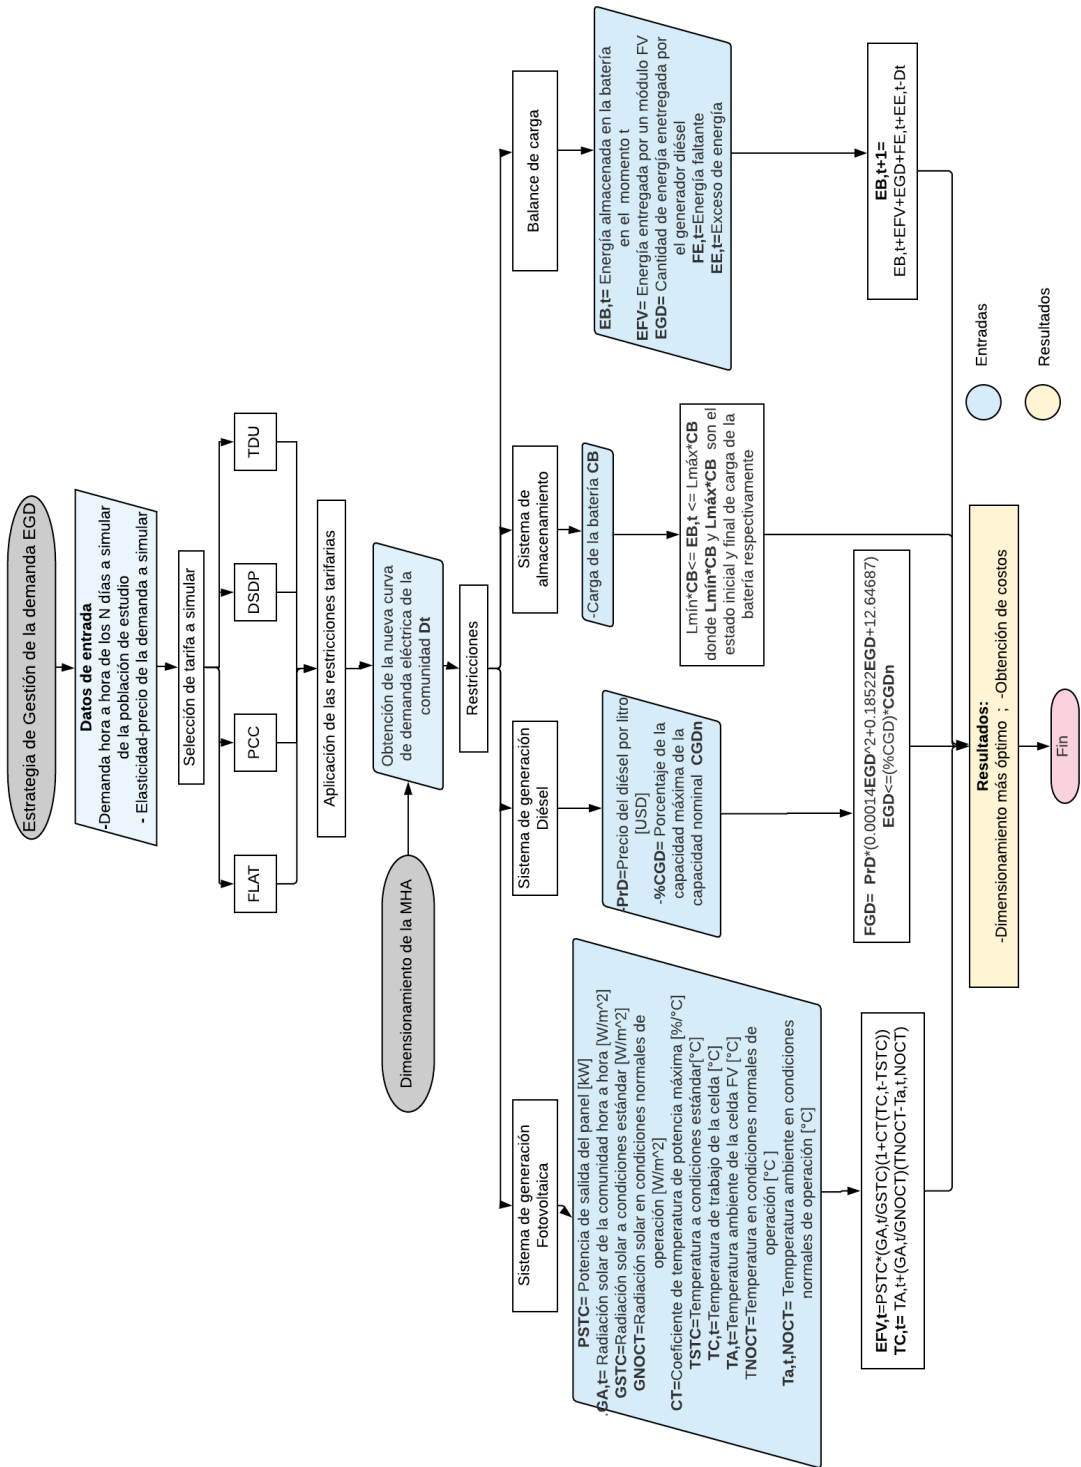 Estrategia de Gestión de la demanda EGD
Datos de entrada
-Demanda hora a hora de los N días a simular
de la población de estudio
- Elasticidad-precio de la demanda a simular
Selección de tarifa a simular
FLAT
PCC
DSDP
TDU
Aplicación de las restricciones tarifarias
Dimensionamiento de la MHA
Obtención de la nueva curva
de demanda eléctrica de la
comunidad Dt
Restricciones
Sistema de generación
Fotovoltaica
Sistema de generación
Diésel
Sistema de
almacenamiento
Balance de carga
PSTC= Potencia de salida del panel [kW]
.GA,t= Radiación solar de la comunidad hora a hora [W/m^2]
GSTC=Radiación solar a condiciones estándar [W/m^2]
GNOCT=Radiación solar en condiciones normales de
operación [W/m^2]
CT=Coeficiente de temperatura de potencia máxima [%/°C]
TSTC=Temperatura a condiciones estándar[°C]
TC,t=Temperatura de trabajo de la celda [°C]
TA,t=Temperatura ambiente de la celda FV [°C]
TNOCT=Temperatura en condiciones normales de
operación [°C ]
Ta,t,NOCT= Tempperatura ambiente en condiciones
normales de operación [°C]
-PrD=Precio del diésel por litro
[USD]
-%CGD= Porcentaje de la
capacidad máxima de la
capacidad nominal CGDn
-Carga de la batería CB
EB,t= Energía almacenada en la batería
en el momento t
EFV= Energía entregada por un módulo FV
EGD= Cantidad de energía enetregada por
el generador diésel
FE,t=Energía faltante
EE,t=Exceso de energía
Lmín*CB<= EB,t <= Lmáx*CB
donde Lmín*CB y Lmáx*CB son el
estado inicial y final de carga de la
batería respectivamente
EFV,t=PSTC*(GA,t/GSTC)(1+CT(TC,t-TSTC))
TC,t= TA,t+(GA,t/GNOCT)(TNOCT-Ta,t,NOCT)
FGD= PrD*(0.00014EGD^2+0.18522EGD+12.64687)
EGD<=(%CGD)*CGDn
EB,t+1=
EB,t+EFV+EGD+FE,t+EE,t-Dt
Resultados:
-Dimensionamiento más óptimo ; -Obtención de costos
Entradas
Resultados
Fin